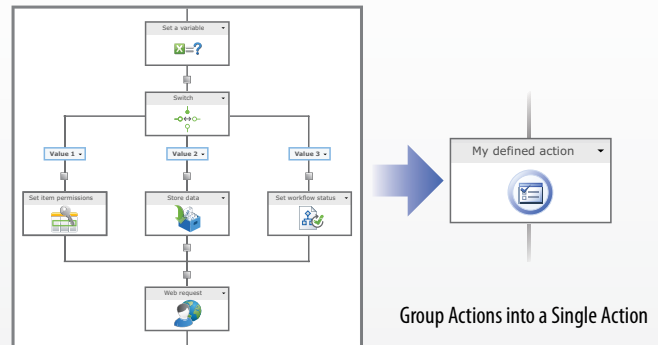 Set a variable
X=?
Switch
Value 1
Value 2
Value 3
Set item permissions
Store data
Set workflow status
Web request
My defined action
Group Actions into a Single Action